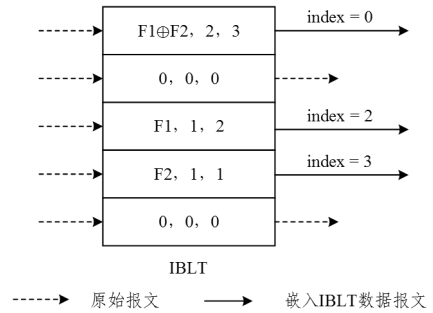 F1⊕F2, 2, 3
index = 0
0, 0, 0
F1, 1, 2
index = 2
F2, 1, 1
index = 3
0, 0, 0
IBLT
原始报文
嵌入IBLT数据报文